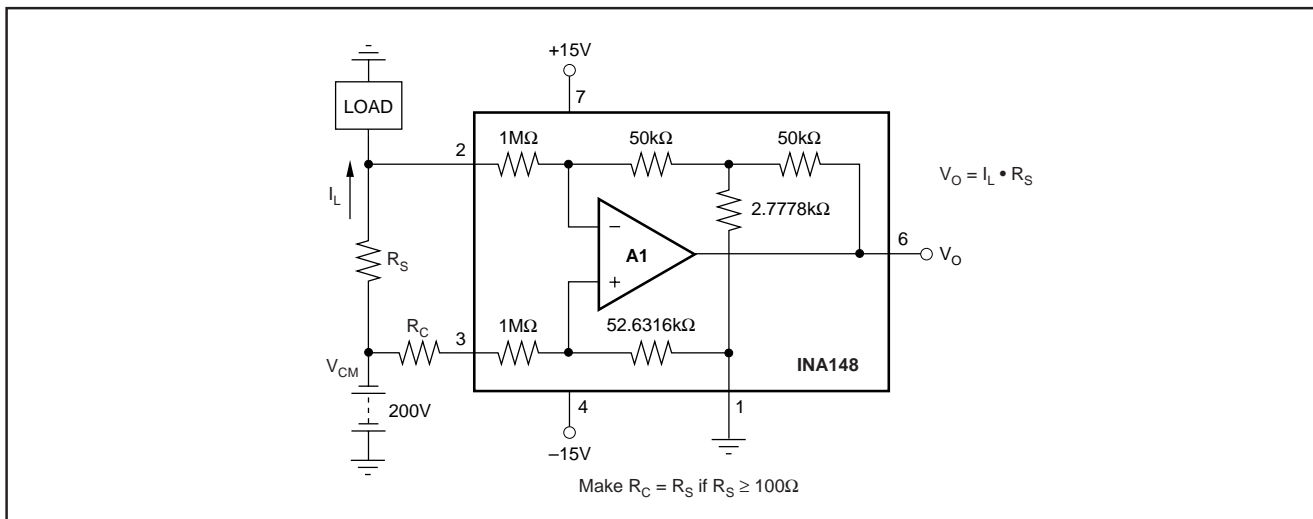 +15V
7
LOAD
1MΩ
50kΩ
50kΩ
2
V_O = I_L • R_S
I_L
2.7778kΩ
–
A1
6
V_O
R_S
+
R_C
3
1MΩ
52.6316kΩ
V_CM
INA148
200V
4
1
–15V
Make R_C = R_S if R_S ≥ 100Ω